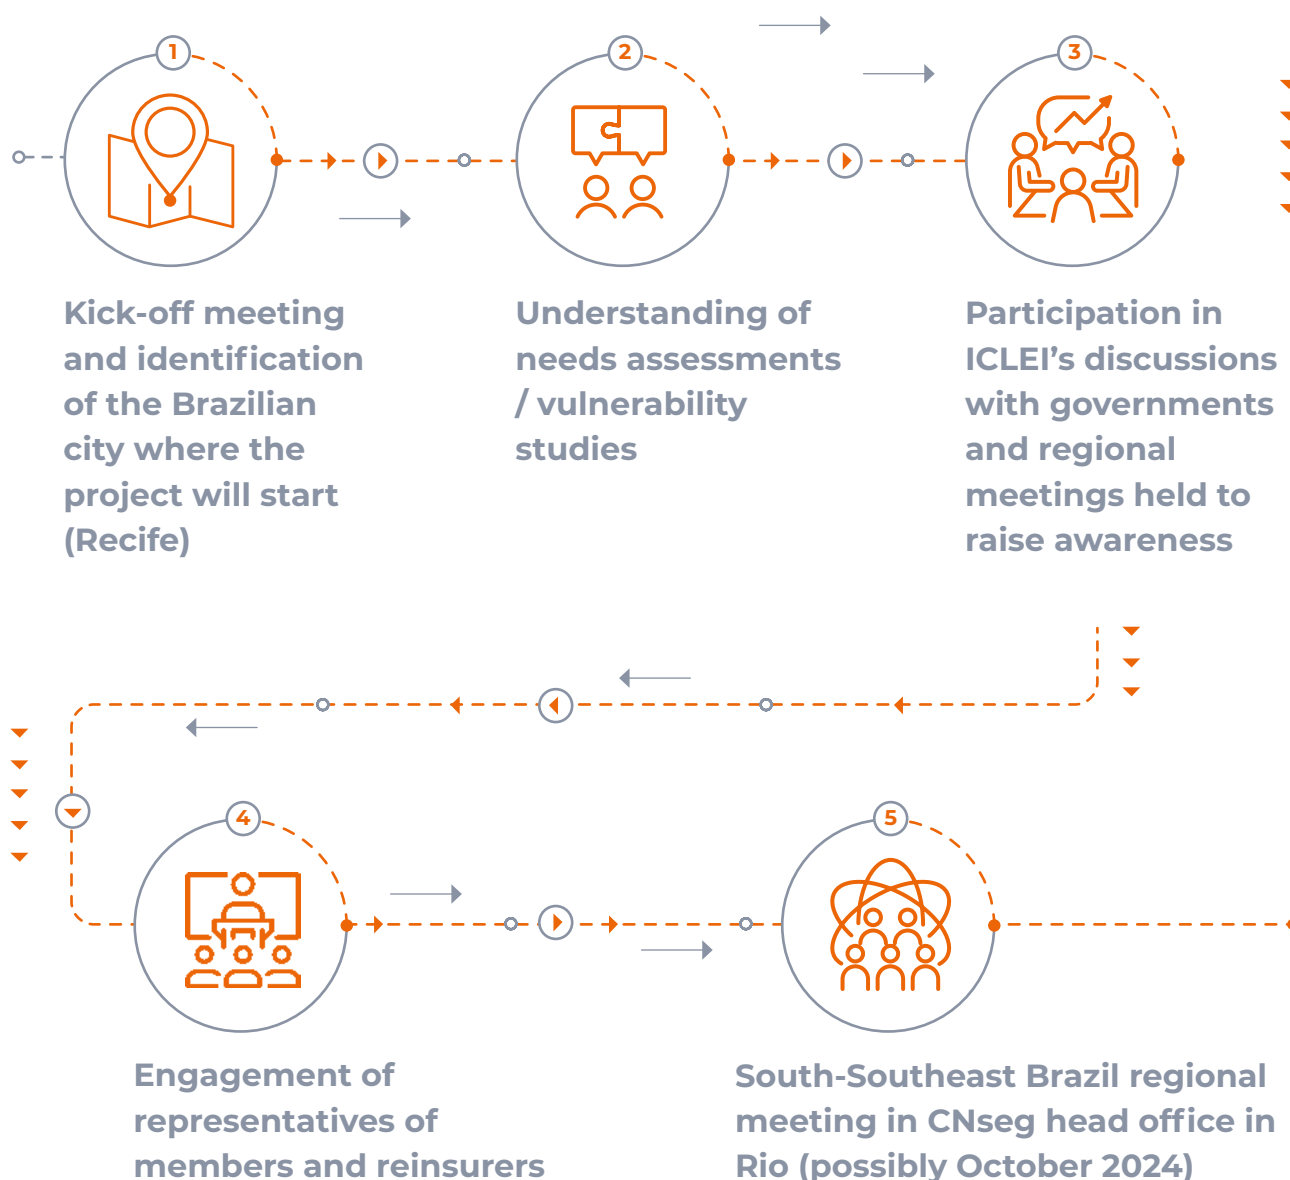 1
Kick-off meeting
and identification
of the Brazilian
city where the
project will start
(Recife)
2
Understanding of
needs assessments
/ vulnerability
studies
3
Participation in
ICLEI’s discussions
with governments
and regional
meetings held to
raise awareness
4
Engagement of
representatives of
members and reinsurers
5
South-Southeast Brazil regional
meeting in CNseg head office in
Rio (possibly October 2024)